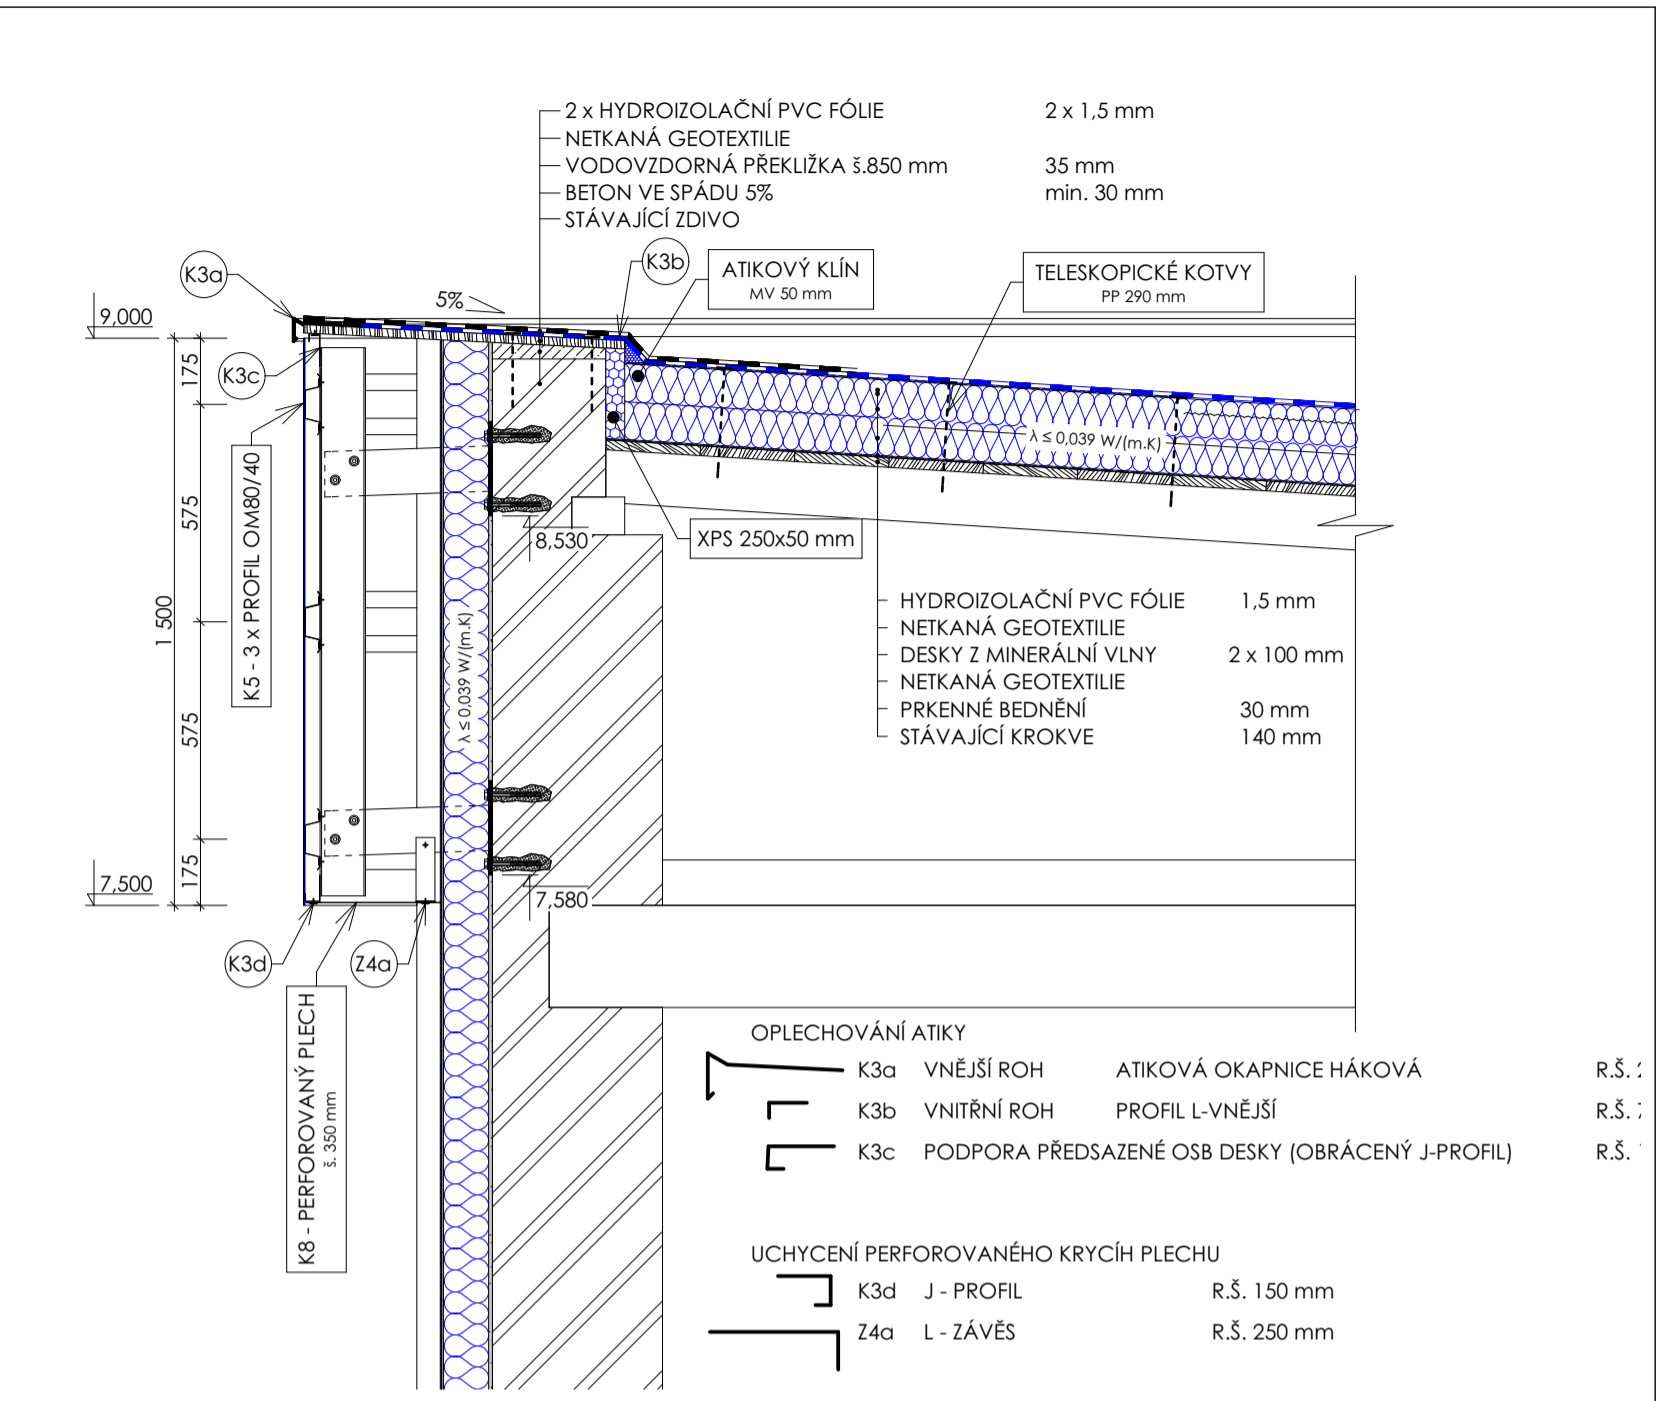 2 x HYDROIZOLAČNÍ PVC FÓLIE 2 x 1,5 mm
NETKANÁ GEOTEXTILIE
VODOVZDORNÁ PŘEKLIŽKA š.850 mm 35 mm
BETON VE SPÁDU 5% min. 30 mm
STÁVAJÍCÍ ZDIVO
K3a
K3b
ATIKOVÝ KLÍN
MV 50 mm
TELESKOPICKÉ KOTVY
PP 290 mm
5%
9,000
175
K3c
575
K5 - 3 x PROFIL OM80/40
λ ≤ 0,039 W/(m.K)
8,530
XPS 250x50 mm
1 500
λ ≤ 0,039 W/(m.K)
HYDROIZOLAČNÍ PVC FÓLIE 1,5 mm
NETKANÁ GEOTEXTILIE
DESKY Z MINERÁLNÍ VLNY 2 x 100 mm
NETKANÁ GEOTEXTILIE
PRKENNÉ BEDNĚNÍ 30 mm
STÁVAJÍCÍ KROKVE 140 mm
575
175
7,500
7,580
K3d
Z4a
K8 - PERFOROVANÝ PLECH
š. 350 mm
OPLECHOVÁNÍ ATIKY
K3a VNĚJŠÍ ROH ATIKOVÁ OKAPNICE HÁKOVÁ R.Š.
K3b VNITŘNÍ ROH PROFIL L-VNĚJŠÍ R.Š.
K3c PODPORA PŘEDSAZENÉ OSB DESKY (OBRÁCENÝ J-PROFIL) R.Š.
UCHYCENÍ PERFOROVANÉHO KRYCÍH PLECHU
K3d J - PROFIL R.Š. 150 mm
Z4a L - ZÁVĚS R.Š. 250 mm